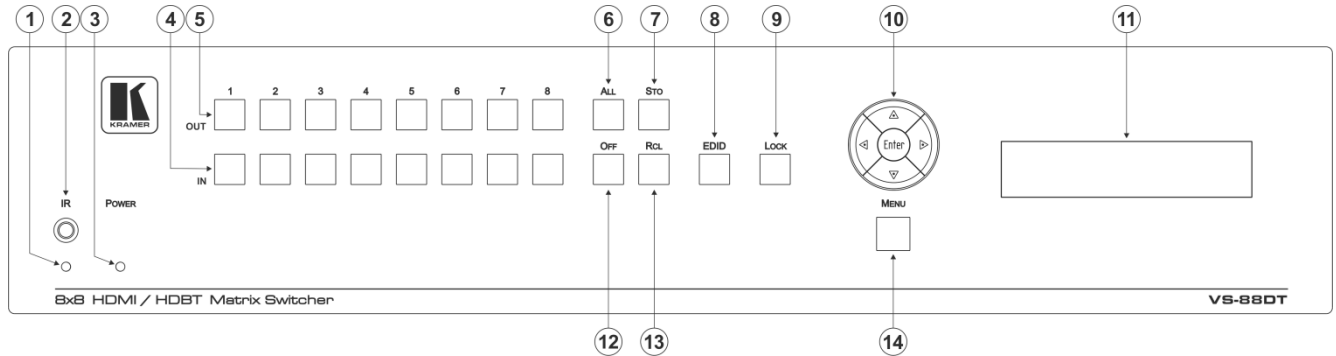 1 2 3 4 5 6 7 8 9 10 11
1 2 3 4 5 6 7 8 ALL STO
KRAMER
OUT
OFF RCL EDID LOCK Enter
IN
IR POWER MENU
8x8 HDMI / HDBT Matrix Switcher VS-88DT
12 13 14